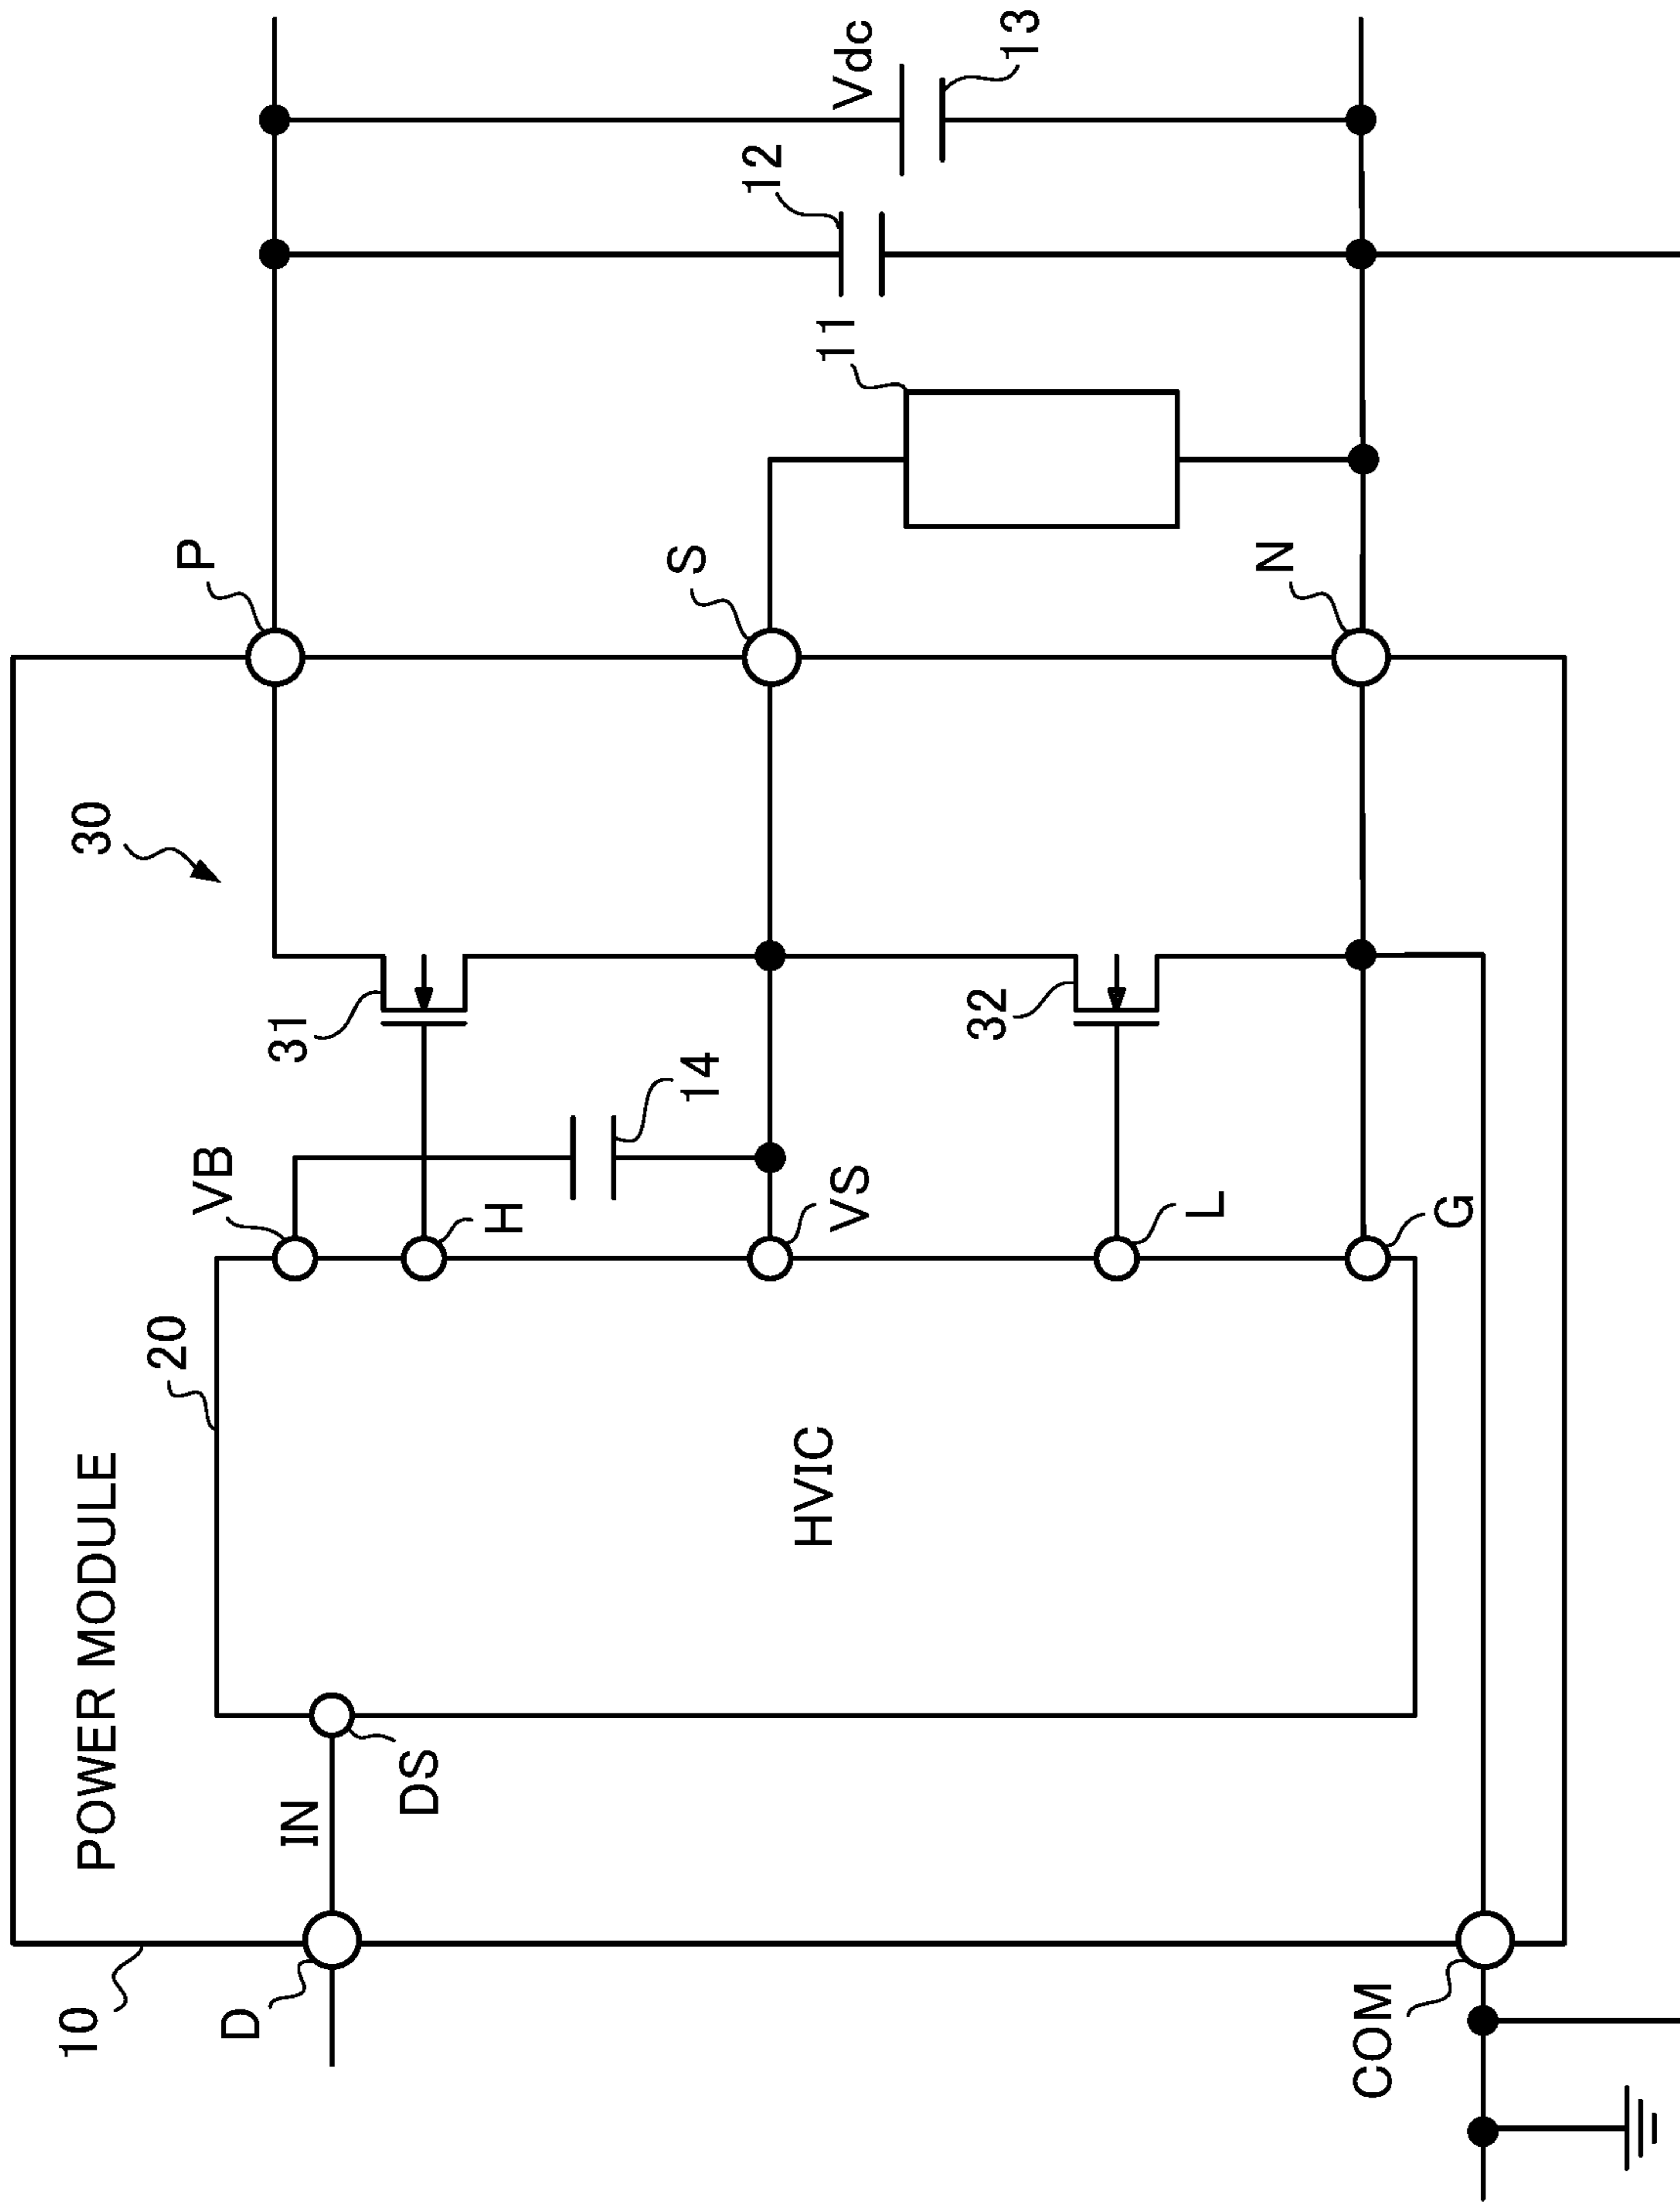 POWER MODULE
10
D
IN
DS
20
HVIC
VB
H
VS
L
G
14
31
32
30
P
S
N
11
12
Vdc
13
COM